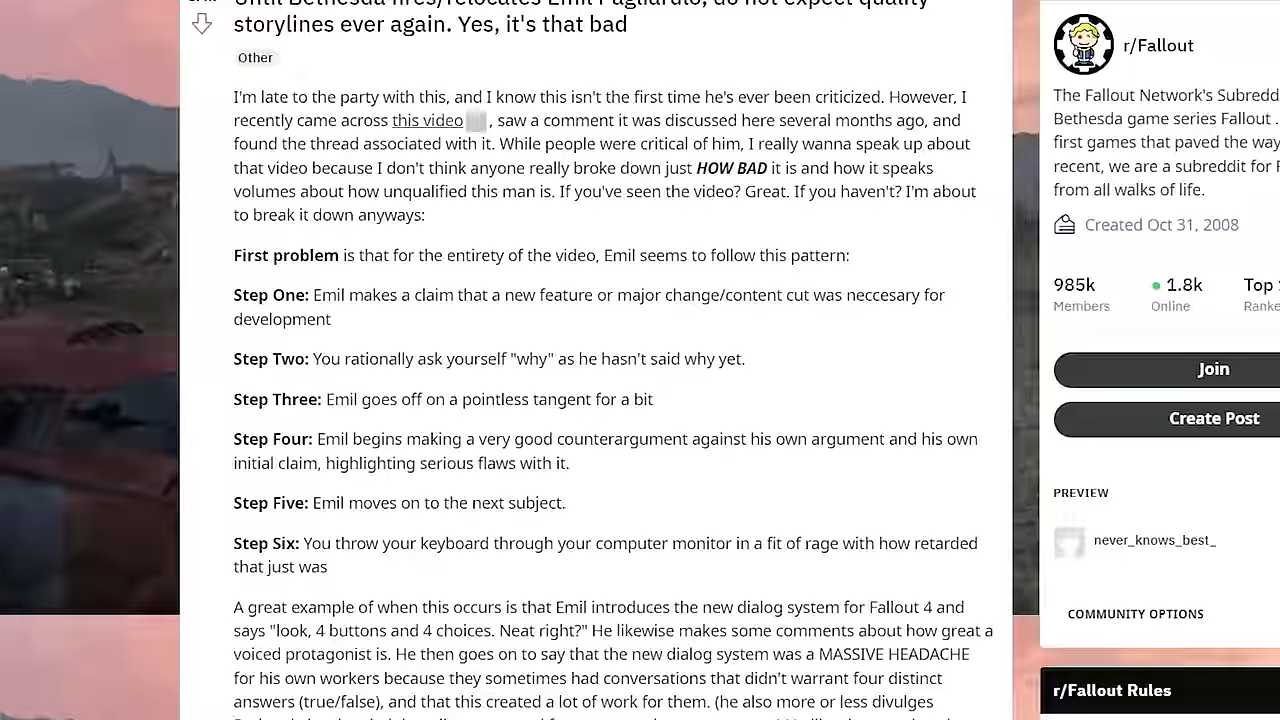 Until Bethesda fires/relocates Emil Pagliarulo, do not expect quality
storylines ever again. Yes, it's that bad
Other
I'm late to the party with this, and I know this isn't the first time he's ever been criticized. However, I
recently came across this video , saw a comment it was discussed here several months ago, and
found the thread associated with it. While people were critical of him, I really wanna speak up about
that video because I don't think anyone really broke down just HOW BAD it is and how it speaks
volumes about how unqualified this man is. If you've seen the video? Great. If you haven't? I'm about
to break it down anyways:
First problem is that for the entirety of the video, Emil seems to follow this pattern:
Step One: Emil makes a claim that a new feature or major change/content cut was neccesary for
development
Step Two: You rationally ask yourself "why" as he hasn't said why yet.
Step Three: Emil goes off on a pointless tangent for a bit
Step Four: Emil begins making a very good counterargument against his own argument and his own
initial claim, highlighting serious flaws with it.
Step Five: Emil moves on to the next subject.
Step Six: You throw your keyboard through your computer monitor in a fit of rage with how retarded
that just was
A great example of when this occurs is that Emil introduces the new dialog system for Fallout 4 and
says "look, 4 buttons and 4 choices. Neat right?" He likewise makes some comments about how great a
voiced protagonist is. He then goes on to say that the new dialog system was a MASSIVE HEADACHE
for his own workers because they sometimes had conversations that didn't warrant four distinct
answers (true/false), and that this created a lot of work for them. (he also more or less divulges
r/Fallout
The Fallout Network's Subredd
Bethesda game series Fallout .
first games that paved the way
recent, we are a subreddit for F
from all walks of life.
Created Oct 31, 2008
985k
Members
1.8k
Online
Top
Ranke
Join
Create Post
PREVIEW
never_knows_best_
COMMUNITY OPTIONS
r/Fallout Rules